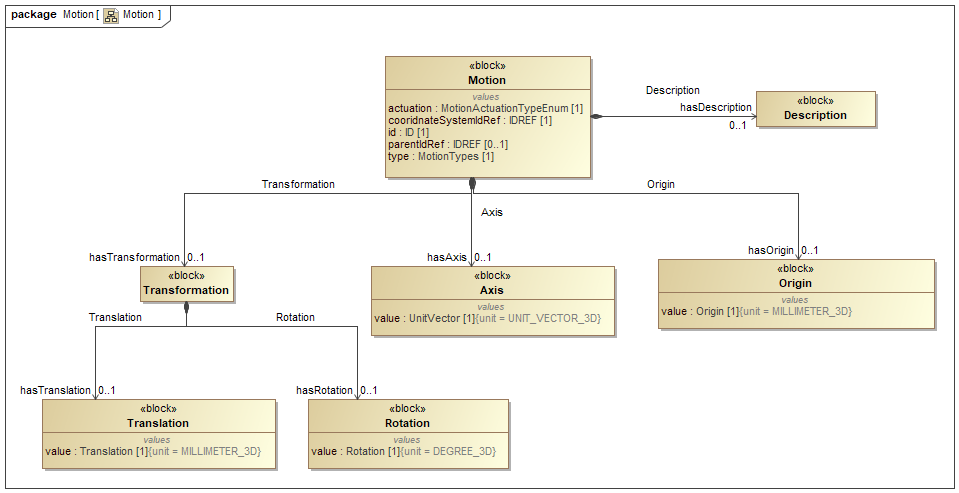 package Motion [ Motion ]
«block»
Motion
values
actuation : MotionActuationTypeEnum [1]
cooridnateSystemIdRef : IDREF [1]
id : ID [1]
parentIdRef : IDREF [0..1]
type : MotionTypes [1]
Description
hasDescription
0..1
«block»
Description
Transformation
Axis
Origin
hasTransformation 0..1
hasAxis 0..1
hasOrigin 0..1
«block»
Transformation
«block»
Axis
values
value : UnitVector [1]{unit = UNIT_VECTOR_3D}
«block»
Origin
values
value : Origin [1]{unit = MILLIMETER_3D}
Translation
Rotation
hasTranslation 0..1
hasRotation 0..1
«block»
Translation
values
value : Translation [1]{unit = MILLIMETER_3D}
«block»
Rotation
values
value : Rotation [1]{unit = DEGREE_3D}